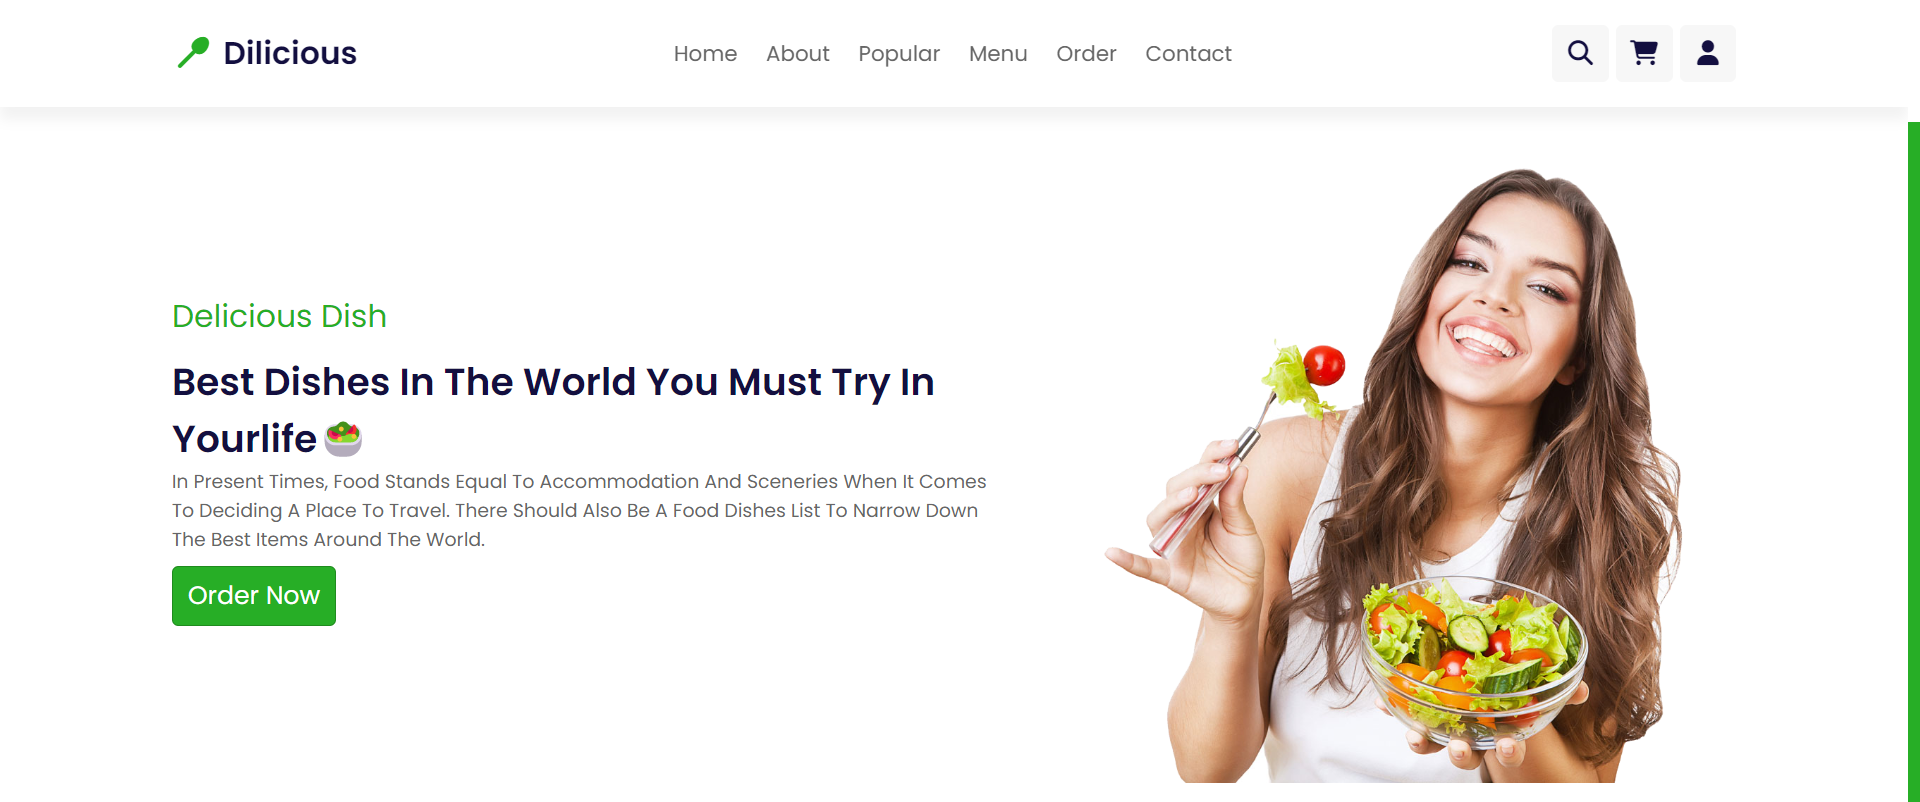 Dilicious
Home About Popular Menu Order Contact
Delicious Dish
Best Dishes In The World You Must Try In
Yourlife
In Present Times, Food Stands Equal To Accommodation And Sceneries When It Comes
To Deciding A Place To Travel. There Should Also Be A Food Dishes List To Narrow Down
The Best Items Around The World.
Order Now